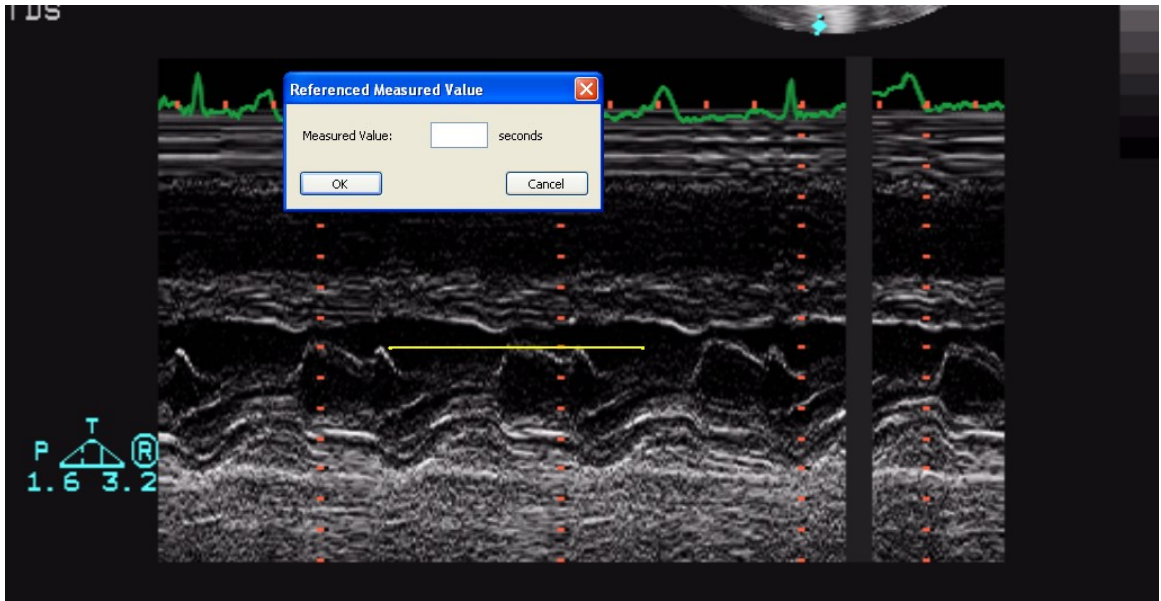 TDS
Referenced Measured Value
Measured Value: seconds
OK Cancel
T
P R
1.6 3.2